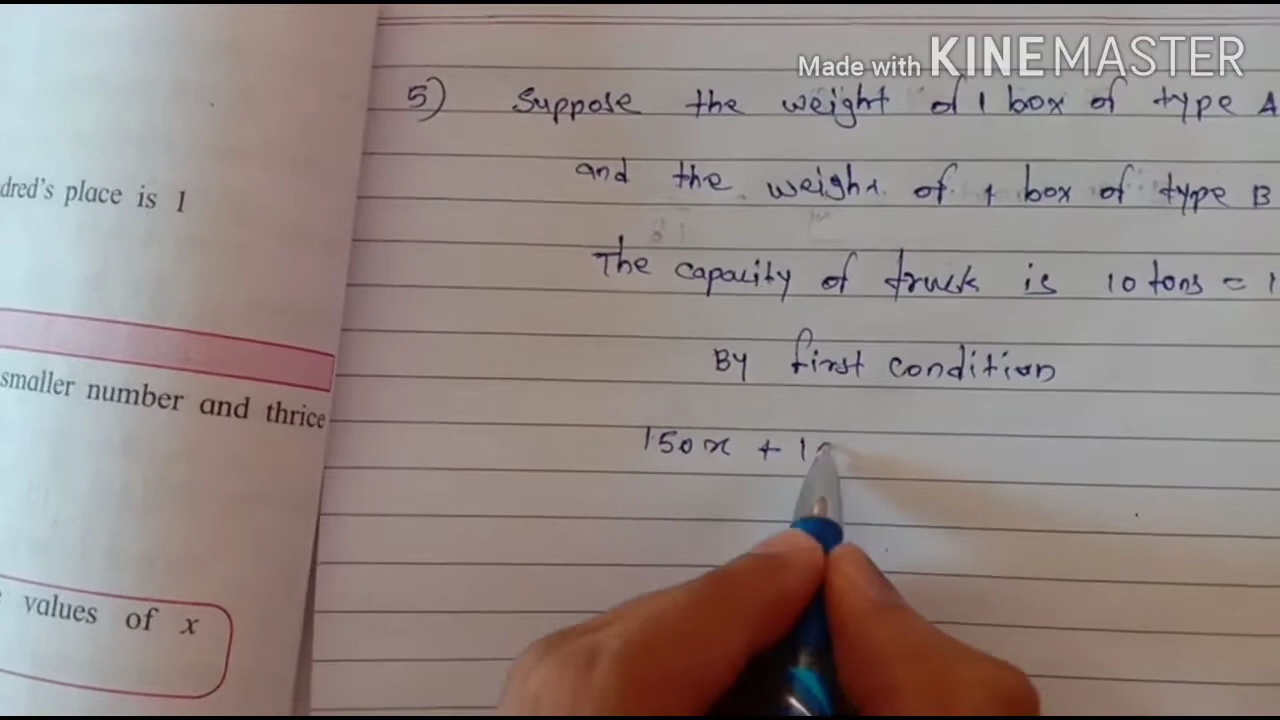 Made with KINEMASTER
5) Suppose the weight of 1 box of type A
and the weight of 1 box of type B
The capacity of truck is 10 tons = 1
By first condition
150x + 10
dred's place is 1
smaller number and thrice
values of x